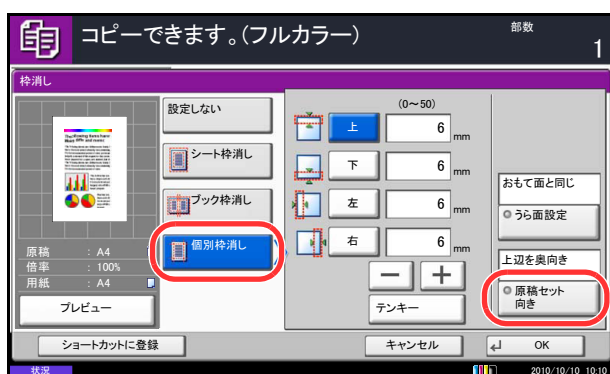 コピーできます。(フルカラー)
部数
1
枠消し
設定しない
シート枠消し
ブック枠消し
個別枠消し
(0～50)
上
6 mm
下
6 mm
左
6 mm
右
6 mm
－ ＋
テンキー
おもて面と同じ
うら面設定
上辺を奥向き
原稿セット
向き
原稿 : A4
倍率 : 100%
用紙 : A4
プレビュー
ショートカットに登録
キャンセル
OK
状況
2010/10/10 10:10